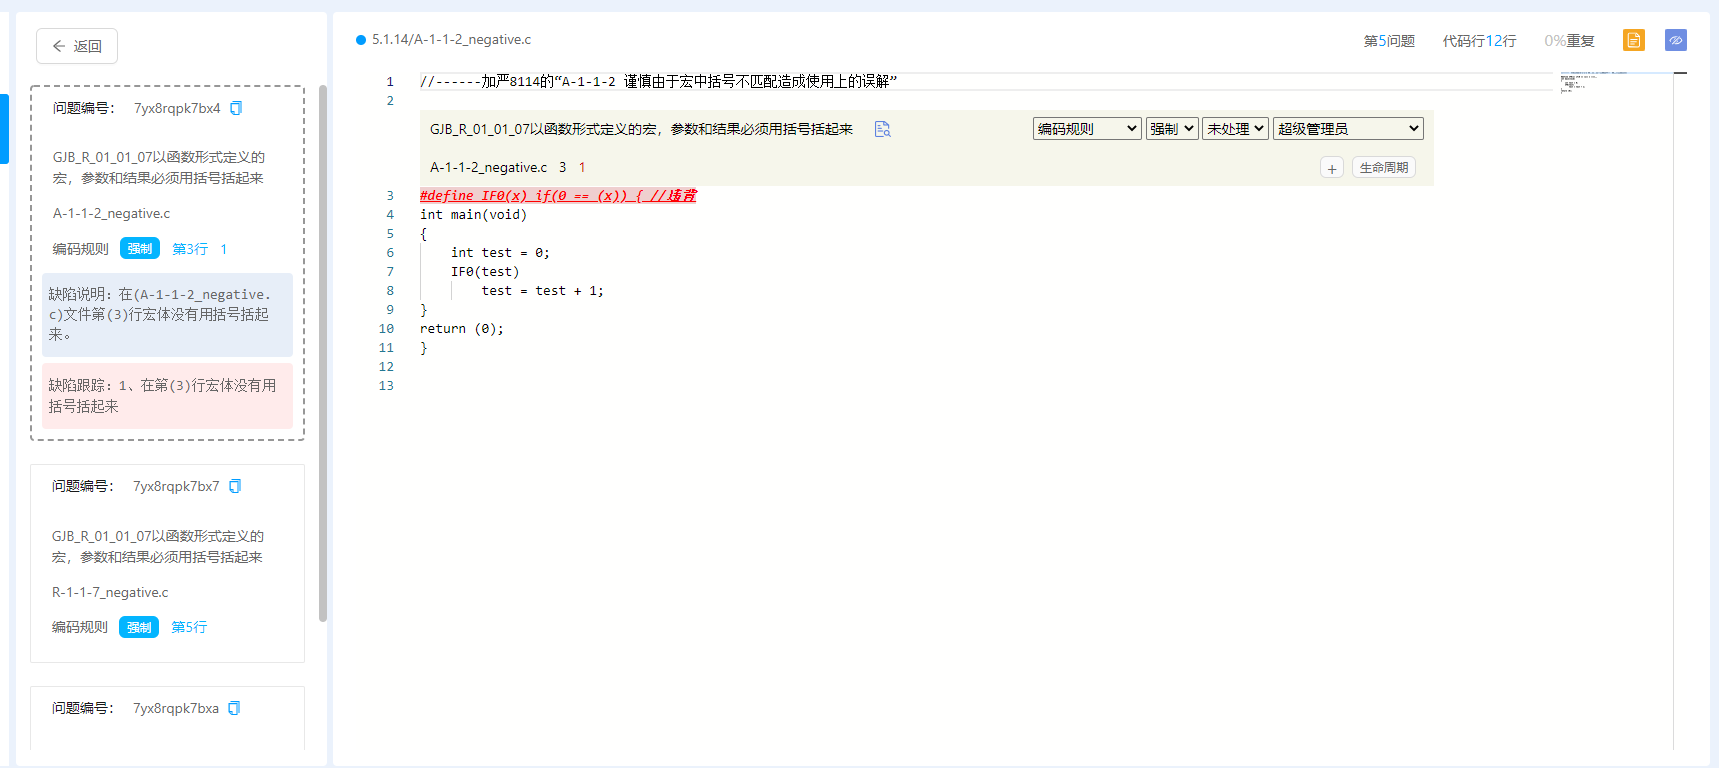 返回
问题编号： 7yx8rqpk7bx4
GJB_R_01_01_07以函数形式定义的
宏，参数和结果必须用括号括起来
A-1-1-2_negative.c
编码规则 强制 第3行 1
缺陷说明：在(A-1-1-2_negative.
c)文件第(3)行宏体没有用括号括起
来。
缺陷跟踪：1、在第(3)行宏体没有用
括号括起来
问题编号： 7yx8rqpk7bx7
GJB_R_01_01_07以函数形式定义的
宏，参数和结果必须用括号括起来
R-1-1-7_negative.c
编码规则 强制 第5行
问题编号： 7yx8rqpk7bxa
5.1.14/A-1-1-2_negative.c
第5问题 代码行12行 0%重复
1 //------加严8114的“A-1-1-2 谨慎由于宏中括号不匹配造成使用上的误解”
2
GJB_R_01_01_07以函数形式定义的宏，参数和结果必须用括号括起来 编码规则 强制 未处理 超级管理员
A-1-1-2_negative.c 3 1 + 生命周期
3 #define IF0(x) if(0 == (x)) { //违背
4 int main(void)
5 {
6 int test = 0;
7 IF0(test)
8 test = test + 1;
9 }
10 return (0);
11 }
12
13